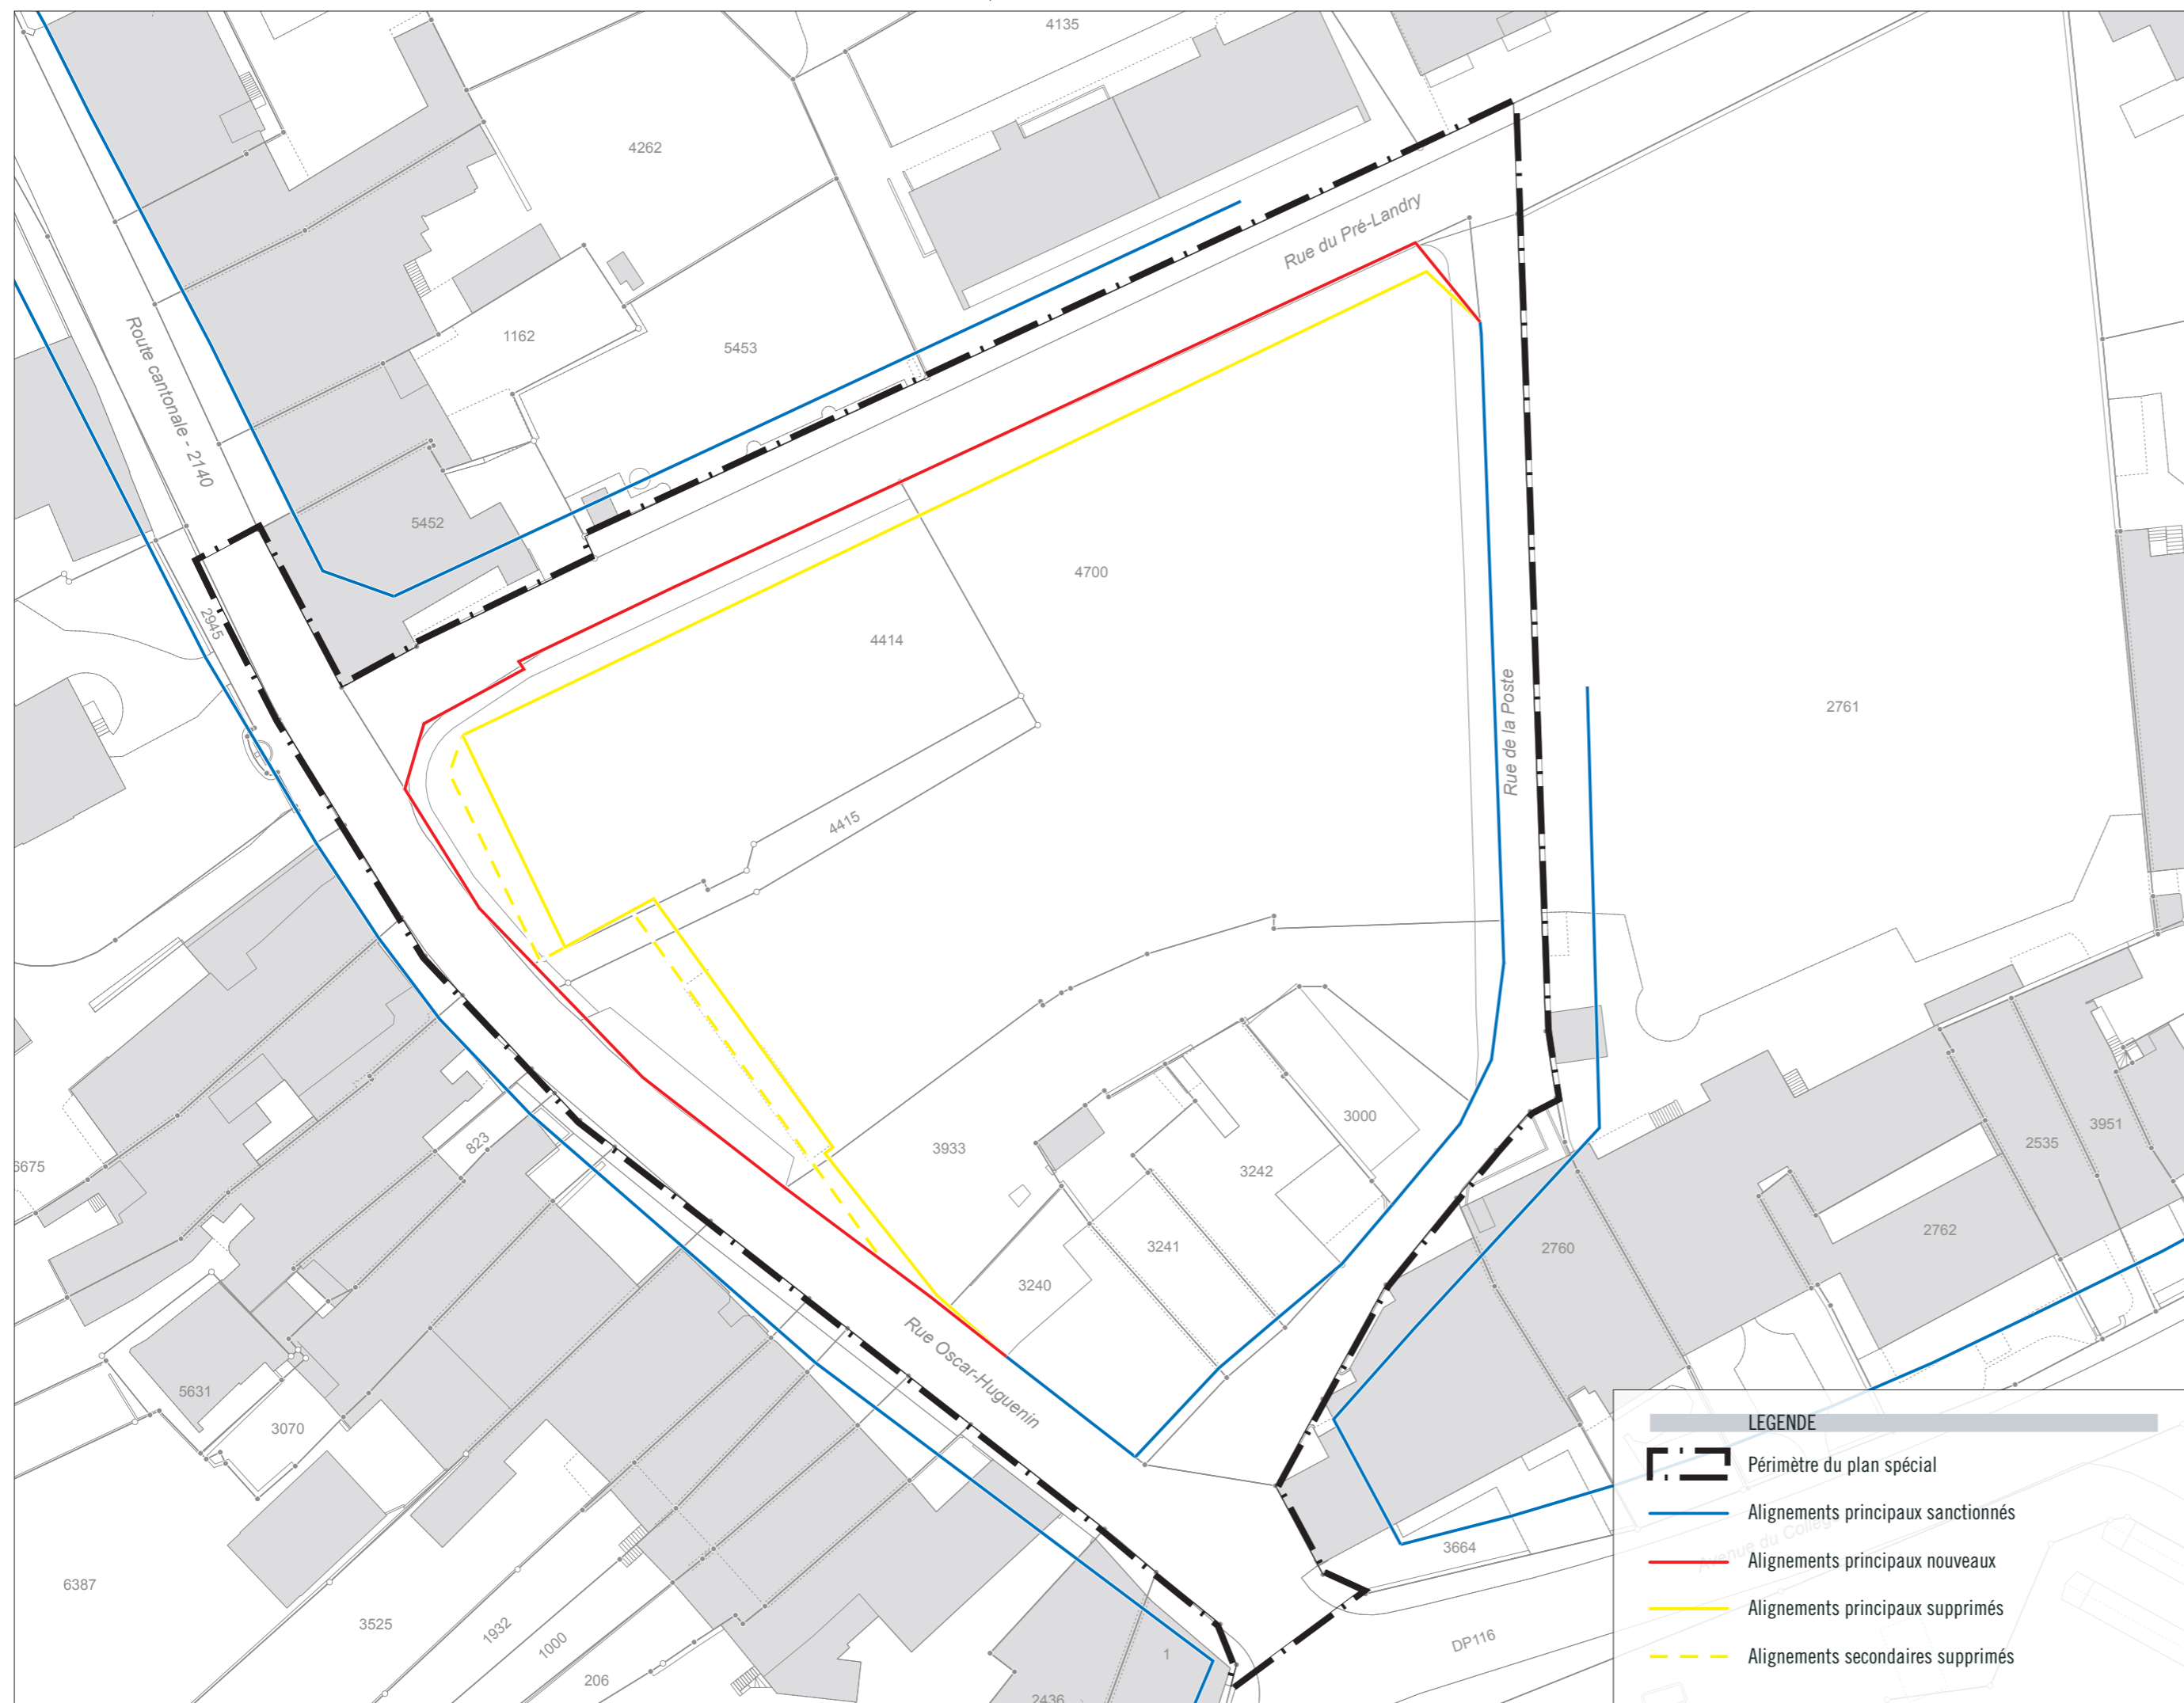 4135
4262
Rue du Pré-Landry
1162
5453
Route cantonale - 2140
5452
4700
2945
4414
Rue de la Poste
2761
4415
3000
3951
2535
823
3933
6675
3242
3241
2762
2760
3240
Rue Oscar-Huguenin
5631
3070
LEGENDE
Périmètre du plan spécial
Alignements principaux sanctionnés
Avenue du Collège
Alignements principaux nouveaux
Alignements principaux supprimés
Alignements secondaires supprimés
3664
6387
3525
1932
1000
206
DP116
1
2436